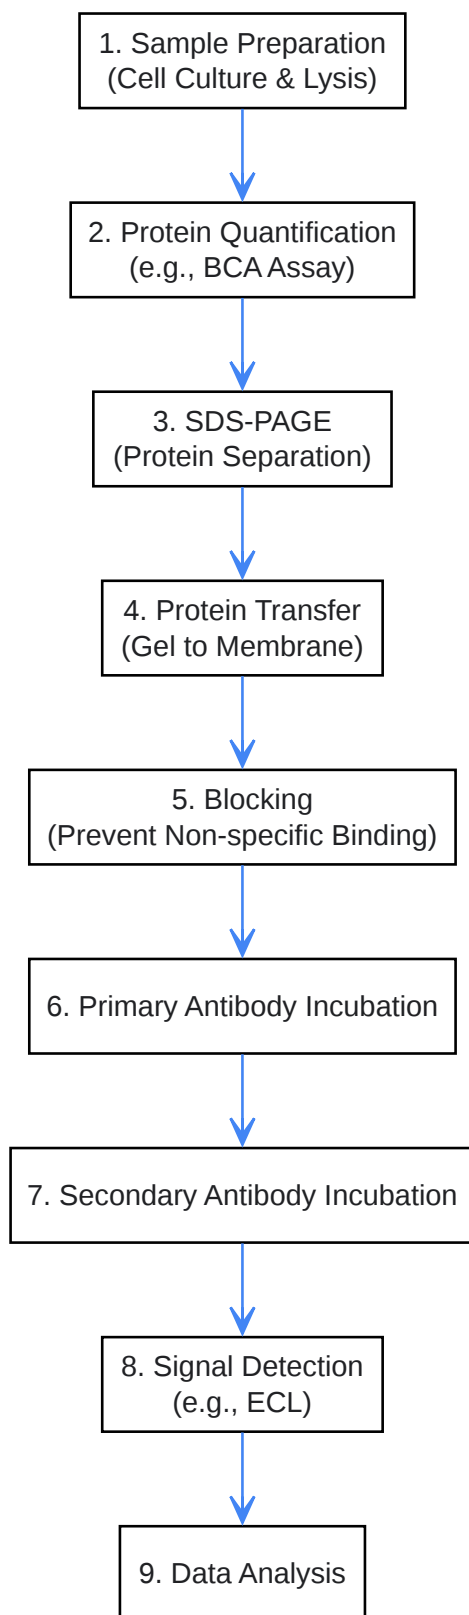 1. Sample Preparation
(Cell Culture & Lysis)
2. Protein Quantification
(e.g., BCA Assay)
3. SDS-PAGE
(Protein Separation)
4. Protein Transfer
(Gel to Membrane)
5. Blocking
(Prevent Non-specific Binding)
6. Primary Antibody Incubation
7. Secondary Antibody Incubation
8. Signal Detection
(e.g., ECL)
9. Data Analysis